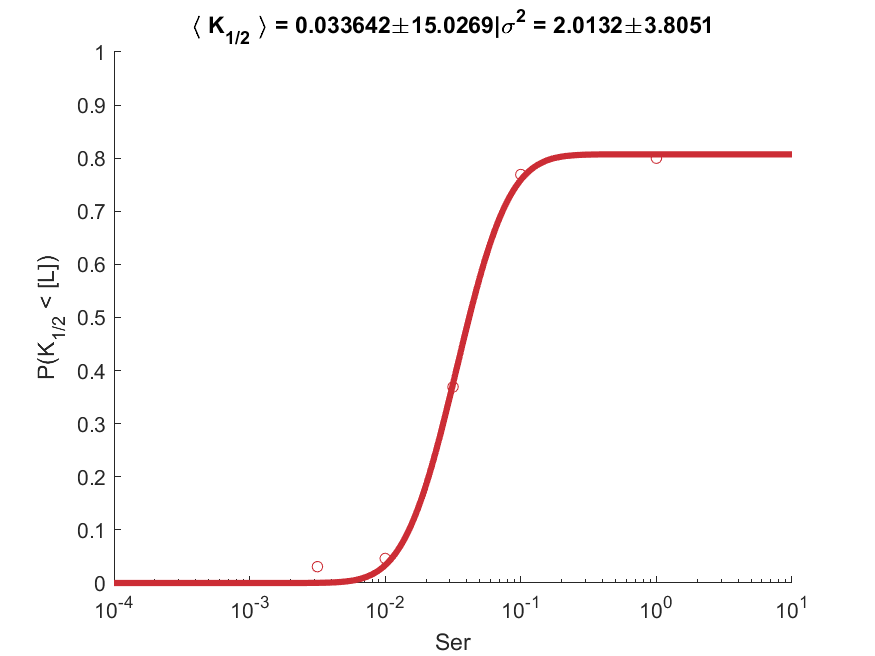 ⟨ K1/2 ⟩ = 0.033642±15.0269|σ² = 2.0132±3.8051
1
0.9
0.8
0.7
0.6
0.5
0.4
0.3
0.2
0.1
0
P(K1/2 < [L])
10⁻⁴ 10⁻³ 10⁻² 10⁻¹ 10⁰ 10¹
Ser